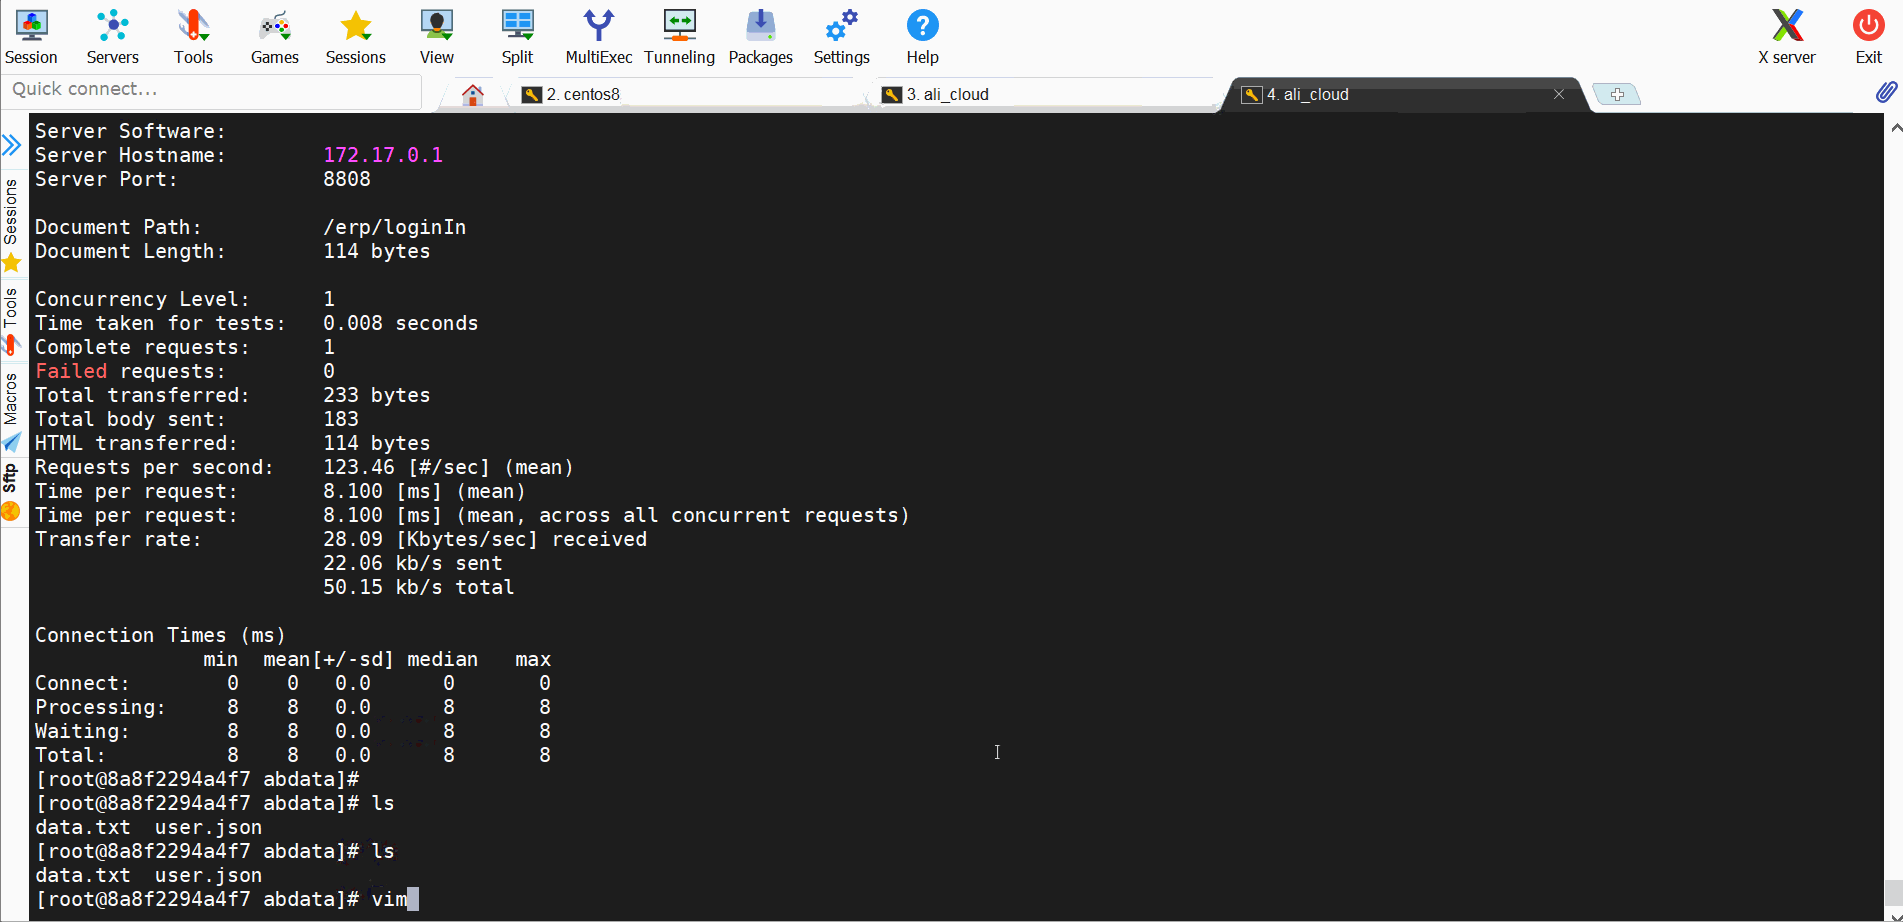 Session Servers Tools Games Sessions View Split MultiExec Tunneling Packages Settings Help X server Exit
Quick connect... 2. centos8 3. ali_cloud 4. ali_cloud
Sessions
Tools
Macros
Sftp
Server Software:
Server Hostname: 172.17.0.1
Server Port: 8808
Document Path: /erp/loginIn
Document Length: 114 bytes
Concurrency Level: 1
Time taken for tests: 0.008 seconds
Complete requests: 1
Failed requests: 0
Total transferred: 233 bytes
Total body sent: 183
HTML transferred: 114 bytes
Requests per second: 123.46 [#/sec] (mean)
Time per request: 8.100 [ms] (mean)
Time per request: 8.100 [ms] (mean, across all concurrent requests)
Transfer rate: 28.09 [Kbytes/sec] received
22.06 kb/s sent
50.15 kb/s total
Connection Times (ms)
min mean[+/-sd] median max
Connect: 0 0 0.0 0 0
Processing: 8 8 0.0 8 8
Waiting: 8 8 0.0 8 8
Total: 8 8 0.0 8 8
[root@8a8f2294a4f7 abdata]#
[root@8a8f2294a4f7 abdata]# ls
data.txt user.json
[root@8a8f2294a4f7 abdata]# ls
data.txt user.json
[root@8a8f2294a4f7 abdata]# vim